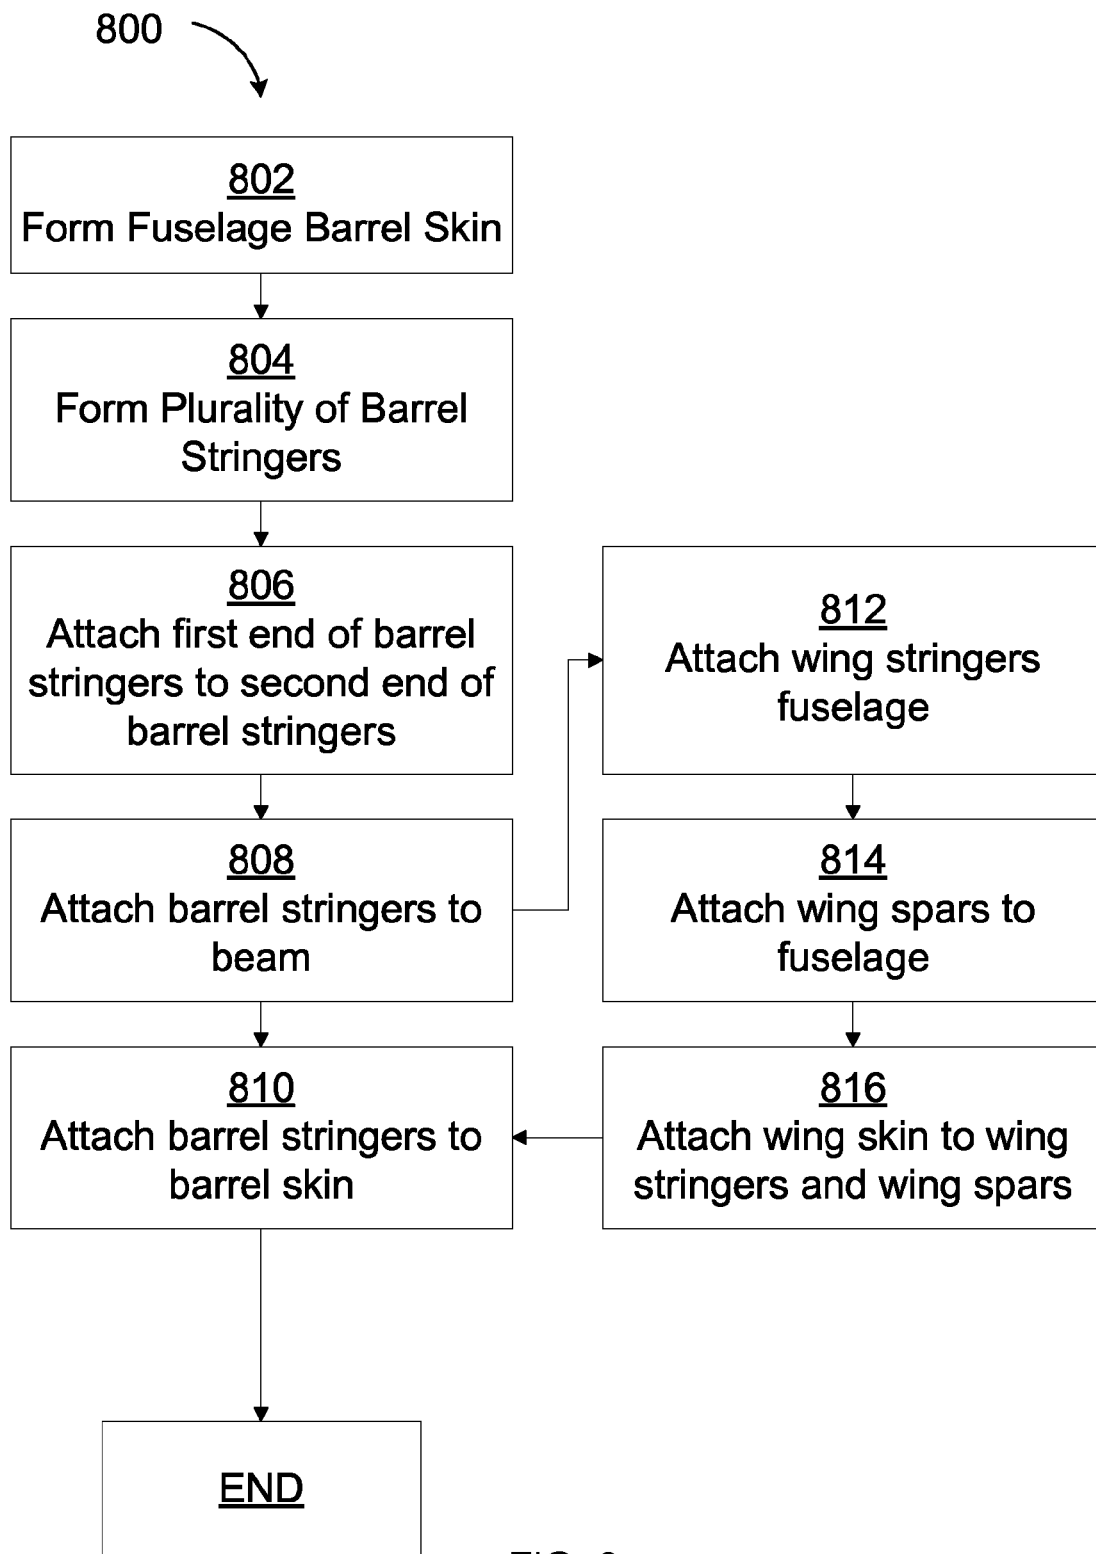 800
802
Form Fuselage Barrel Skin
804
Form Plurality of Barrel
Stringers
806
Attach first end of barrel
stringers to second end of
barrel stringers
808
Attach barrel stringers to
beam
810
Attach barrel stringers to
barrel skin
812
Attach wing stringers
fuselage
814
Attach wing spars to
fuselage
816
Attach wing skin to wing
stringers and wing spars
END